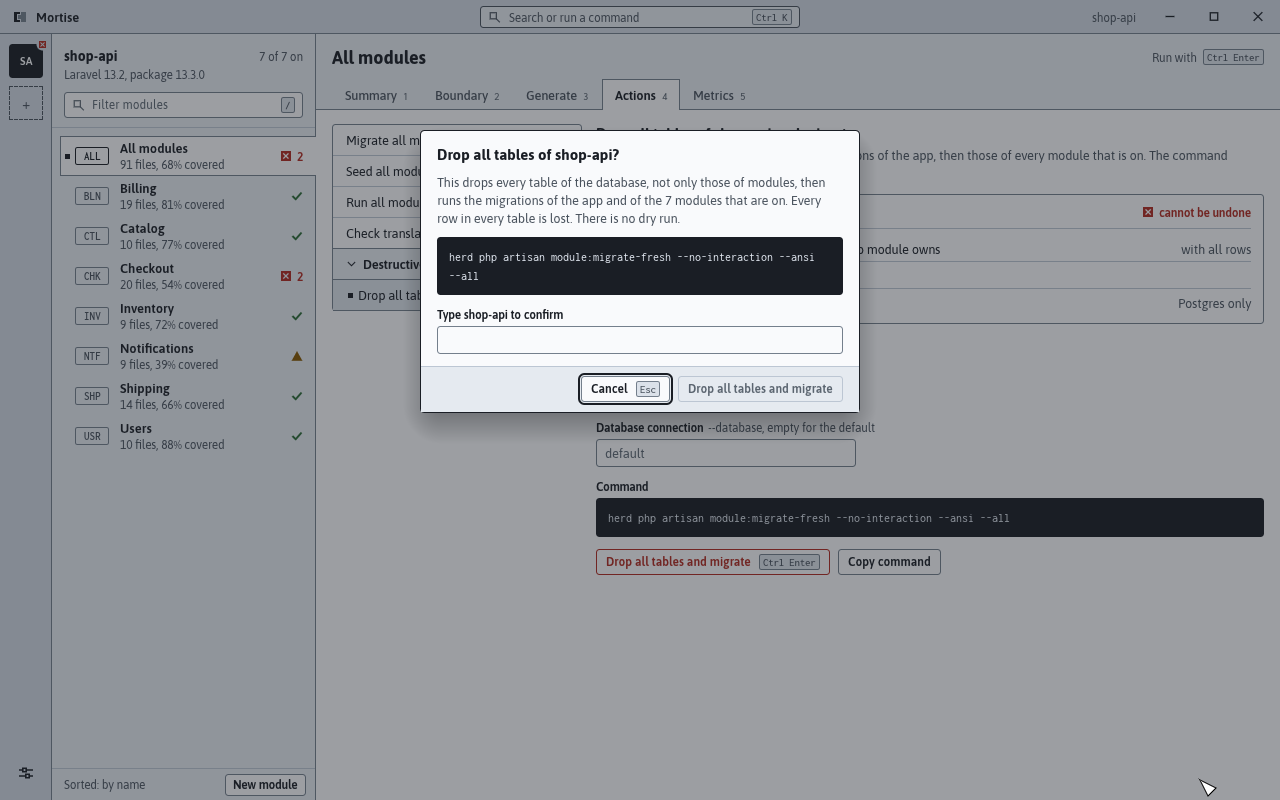 Mortise
Search or run a command
Ctrl K
shop-api
SA
+
shop-api
7 of 7 on
Laravel 13.2, package 13.3.0
Filter modules
/
ALL
All modules
91 files, 68% covered
2
BLN
Billing
19 files, 81% covered
CTL
Catalog
10 files, 77% covered
CHK
Checkout
20 files, 54% covered
2
INV
Inventory
9 files, 72% covered
NTF
Notifications
9 files, 39% covered
SHP
Shipping
14 files, 66% covered
USR
Users
10 files, 88% covered
Sorted: by name
New module
All modules
Run with
Ctrl Enter
Summary 1
Boundary 2
Generate 3
Actions 4
Metrics 5
Migrate all
Seed all
Run all
Check
Drop all
of the app, then those of every module that is on. The command
cannot be undone
module owns
with all rows
Postgres only
Drop all tables of shop-api?
This drops every table of the database, not only those of modules, then
runs the migrations of the app and of the 7 modules that are on. Every
row in every table is lost. There is no dry run.
herd php artisan module:migrate-fresh --no-interaction --ansi
--all
Type shop-api to confirm
Cancel
Esc
Drop all tables and migrate
Database connection --database, empty for the default
default
Command
herd php artisan module:migrate-fresh --no-interaction --ansi --all
Drop all tables and migrate
Ctrl Enter
Copy command